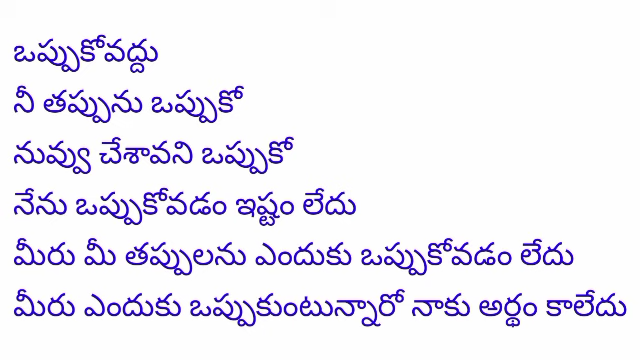 ఒప్పుకోవద్దు
నీ తప్పును ఒప్పుకో
నువ్వు చేశావని ఒప్పుకో
నేను ఒప్పుకోవడం ఇష్టం లేదు
మీరు మీ తప్పులను ఎందుకు ఒప్పుకోవడం లేదు
మీరు ఎందుకు ఒప్పుకుంటున్నారో నాకు అర్థం కాలేదు